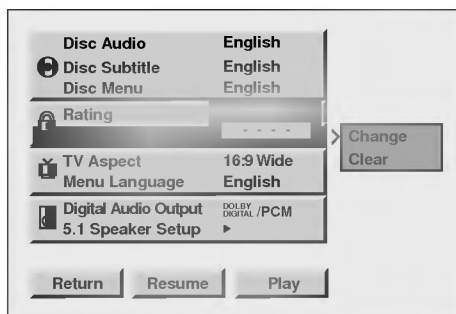 Disc Audio English
Disc Subtitle English
Disc Menu English
Rating
- - - -
Change
Clear
TV Aspect 16:9 Wide
Menu Language English
Digital Audio Output DOLBY DIGITAL /PCM
5.1 Speaker Setup
Return Resume Play